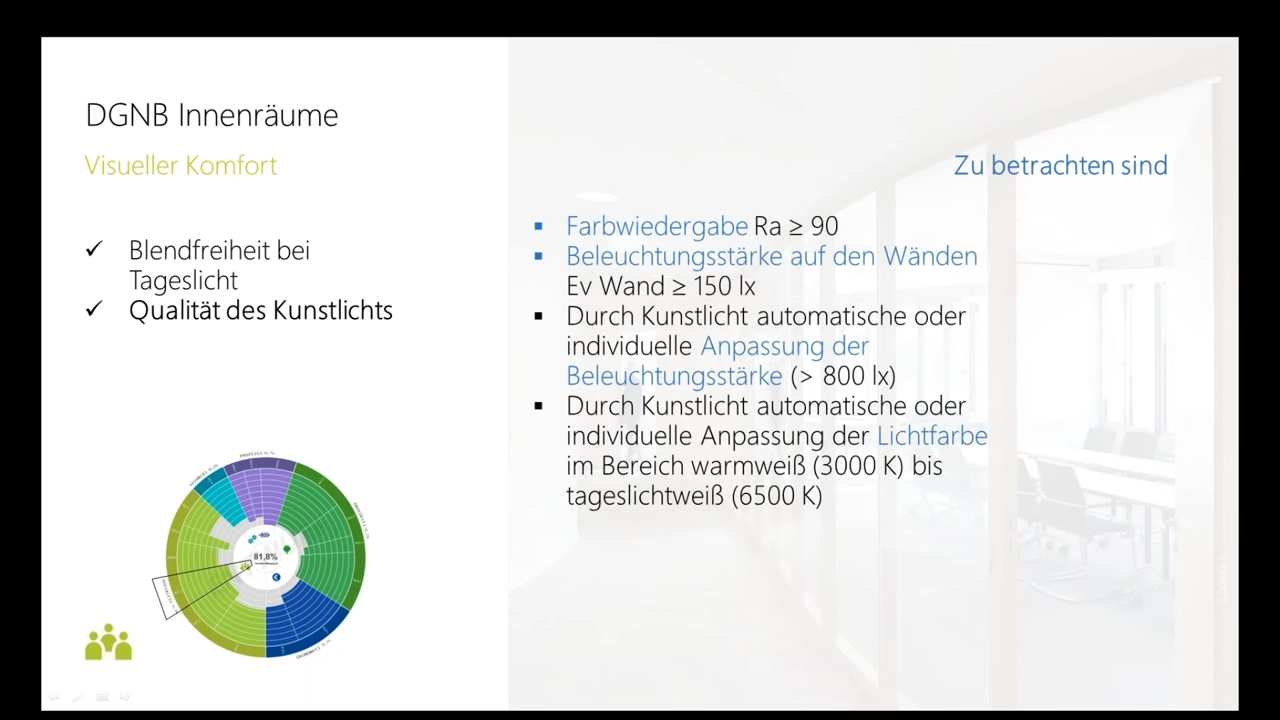 DGNB Innenräume
Visueller Komfort
✓ Blendfreiheit bei
Tageslicht
✓ Qualität des Kunstlichts
81,8%
Zu betrachten sind
▪ Farbwiedergabe Ra ≥ 90
▪ Beleuchtungsstärke auf den Wänden
Ev Wand ≥ 150 lx
▪ Durch Kunstlicht automatische oder
individuelle Anpassung der
Beleuchtungsstärke (> 800 lx)
▪ Durch Kunstlicht automatische oder
individuelle Anpassung der Lichtfarbe
im Bereich warmweiß (3000 K) bis
tageslichtweiß (6500 K)